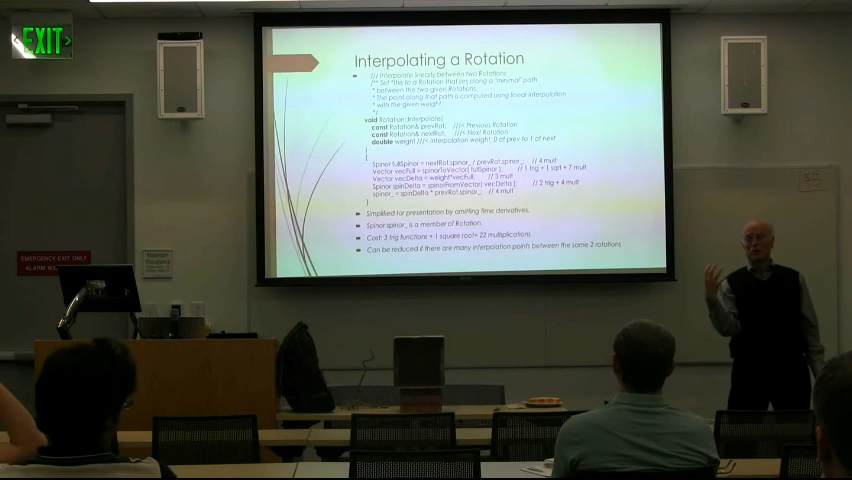 EXIT
Interpolating a Rotation
/// Interpolate linearly between two Rotations
/** Set *this to a Rotation that lies along a "minimal" path
* between the two given Rotations.
* The point along that path is computed using linear interpolation
* with the given weight
*/
void Rotation::Interpolate(
const Rotation& prevRot, ///< Previous Rotation
const Rotation& nextRot, ///< Next Rotation
double weight ///< Interpolation weight, 0 at prev to 1 at next
)
{
Spinor fullSpinor = nextRot.spinor_ / prevRot.spinor_; // 4 mult
Vector vecFull = spinorToVector( fullSpinor ); // 1 trig + 1 sqrt + 7 mult
Vector vecDelta = weight*vecFull; // 3 mult
Spinor spinDelta = spinorFromVector( vecDelta ); // 2 trig + 4 mult
spinor_ = spinDelta * prevRot.spinor_; // 4 mult
}
Simplified for presentation by omitting time derivatives.
Spinor spinor_ is a member of Rotation
Cost: 3 trig functions + 1 square root+ 22 multiplications
Can be reduced if there are many interpolation points between the same 2 rotations
$5
EMERGENCY EXIT ONLY
Maximum
Occupancy